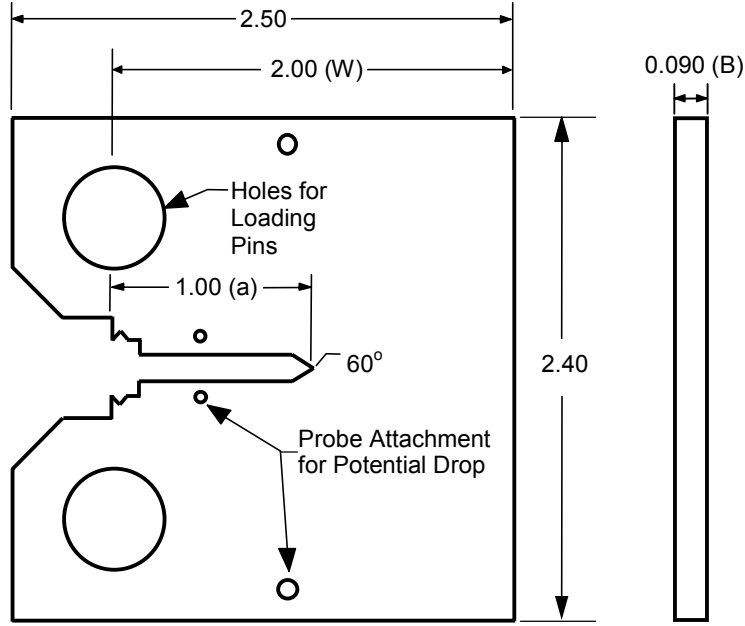 2.50
2.00 (W)
0.090 (B)
Holes for
Loading
Pins
1.00 (a)
60°
2.40
Probe Attachment
for Potential Drop